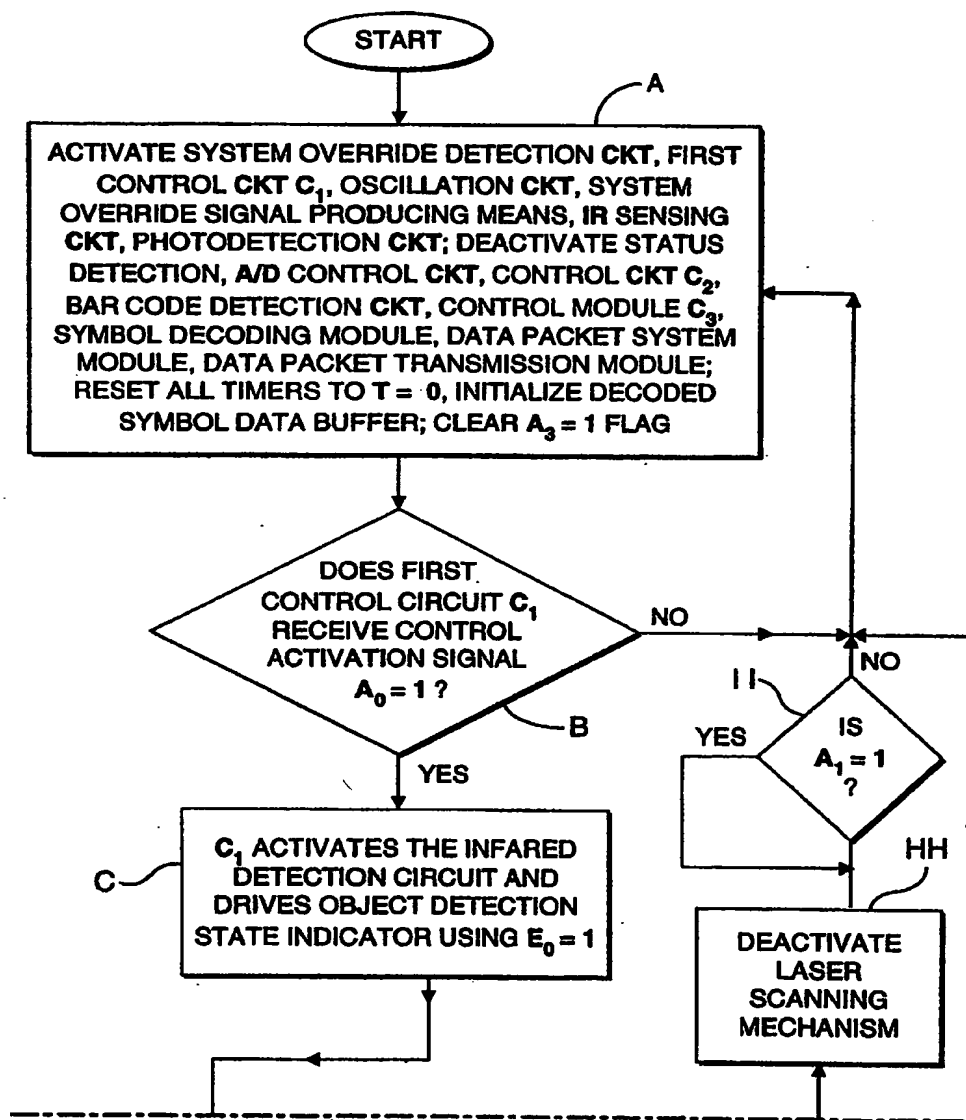 START
A
ACTIVATE SYSTEM OVERRIDE DETECTION CKT, FIRST
CONTROL CKT C₁, OSCILLATION CKT, SYSTEM
OVERRIDE SIGNAL PRODUCING MEANS, IR SENSING
CKT, PHOTODETECTION CKT; DEACTIVATE STATUS
DETECTION, A/D CONTROL CKT, CONTROL CKT C₂,
BAR CODE DETECTION CKT, CONTROL MODULE C₃,
SYMBOL DECODING MODULE, DATA PACKET SYSTEM
MODULE, DATA PACKET TRANSMISSION MODULE;
RESET ALL TIMERS TO T = 0, INITIALIZE DECODED
SYMBOL DATA BUFFER; CLEAR A₃ = 1 FLAG
DOES FIRST
CONTROL CIRCUIT C₁
RECEIVE CONTROL
ACTIVATION SIGNAL
A₀ = 1 ?
NO
B
YES
NO
II
YES
IS
A₁ = 1
?
C
C₁ ACTIVATES THE INFARED
DETECTION CIRCUIT AND
DRIVES OBJECT DETECTION
STATE INDICATOR USING E₀ = 1
HH
DEACTIVATE
LASER
SCANNING
MECHANISM